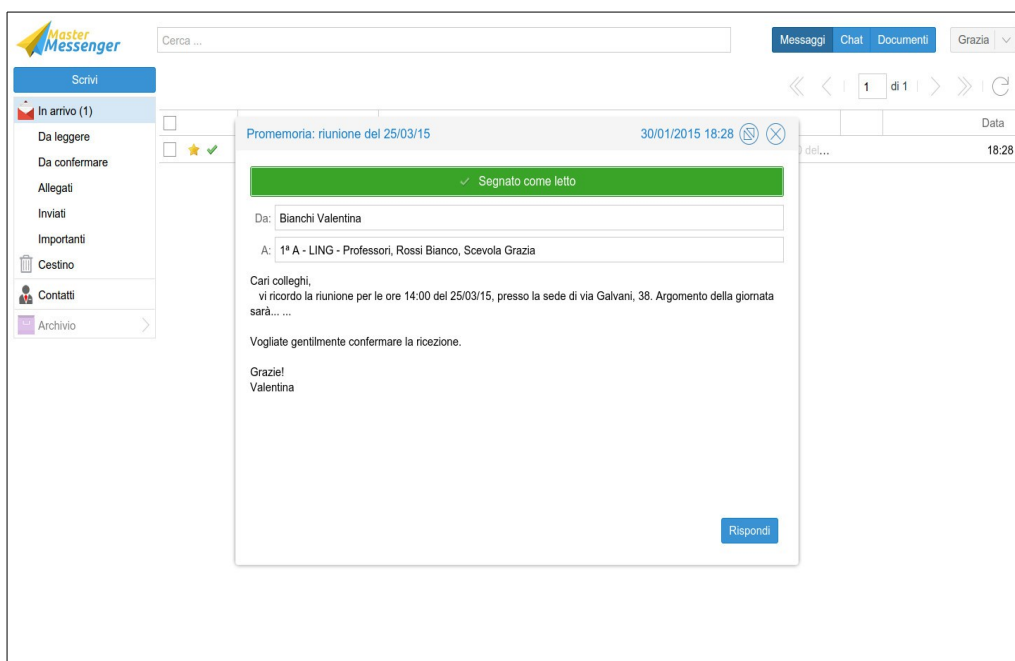 Master
Messenger
Cerca ...
Messaggi Chat Documenti
Grazia
Scrivi
1 di 1
In arrivo (1)
Da leggere
Da confermare
Allegati
Inviati
Importanti
Cestino
Contatti
Archivio
Data
del...
18:28
Promemoria: riunione del 25/03/15
30/01/2015 18:28
Segnato come letto
Da: Bianchi Valentina
A: 1ª A - LING - Professori, Rossi Bianco, Scevola Grazia
Cari colleghi,
vi ricordo la riunione per le ore 14:00 del 25/03/15, presso la sede di via Galvani, 38. Argomento della giornata
sarà... ...
Vogliate gentilmente confermare la ricezione.
Grazie!
Valentina
Rispondi